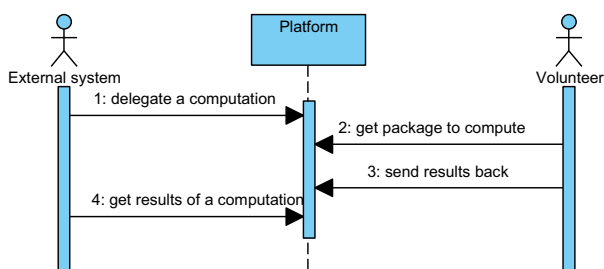 Platform
External system
Volunteer
1: delegate a computation
2: get package to compute
3: send results back
4: get results of a computation